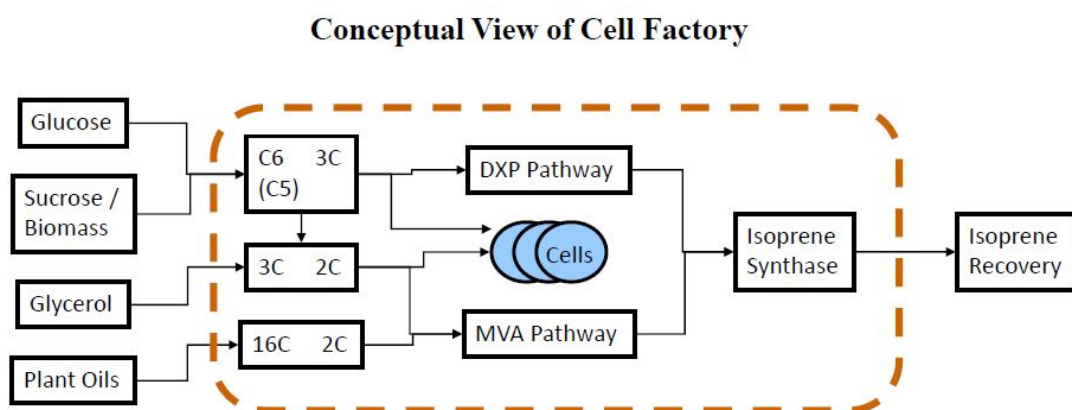 Conceptual View of Cell Factory
Glucose
Sucrose /
Biomass
Glycerol
Plant Oils
C6 3C
(C5)
3C 2C
16C 2C
DXP Pathway
Cells
MVA Pathway
Isoprene
Synthase
Isoprene
Recovery